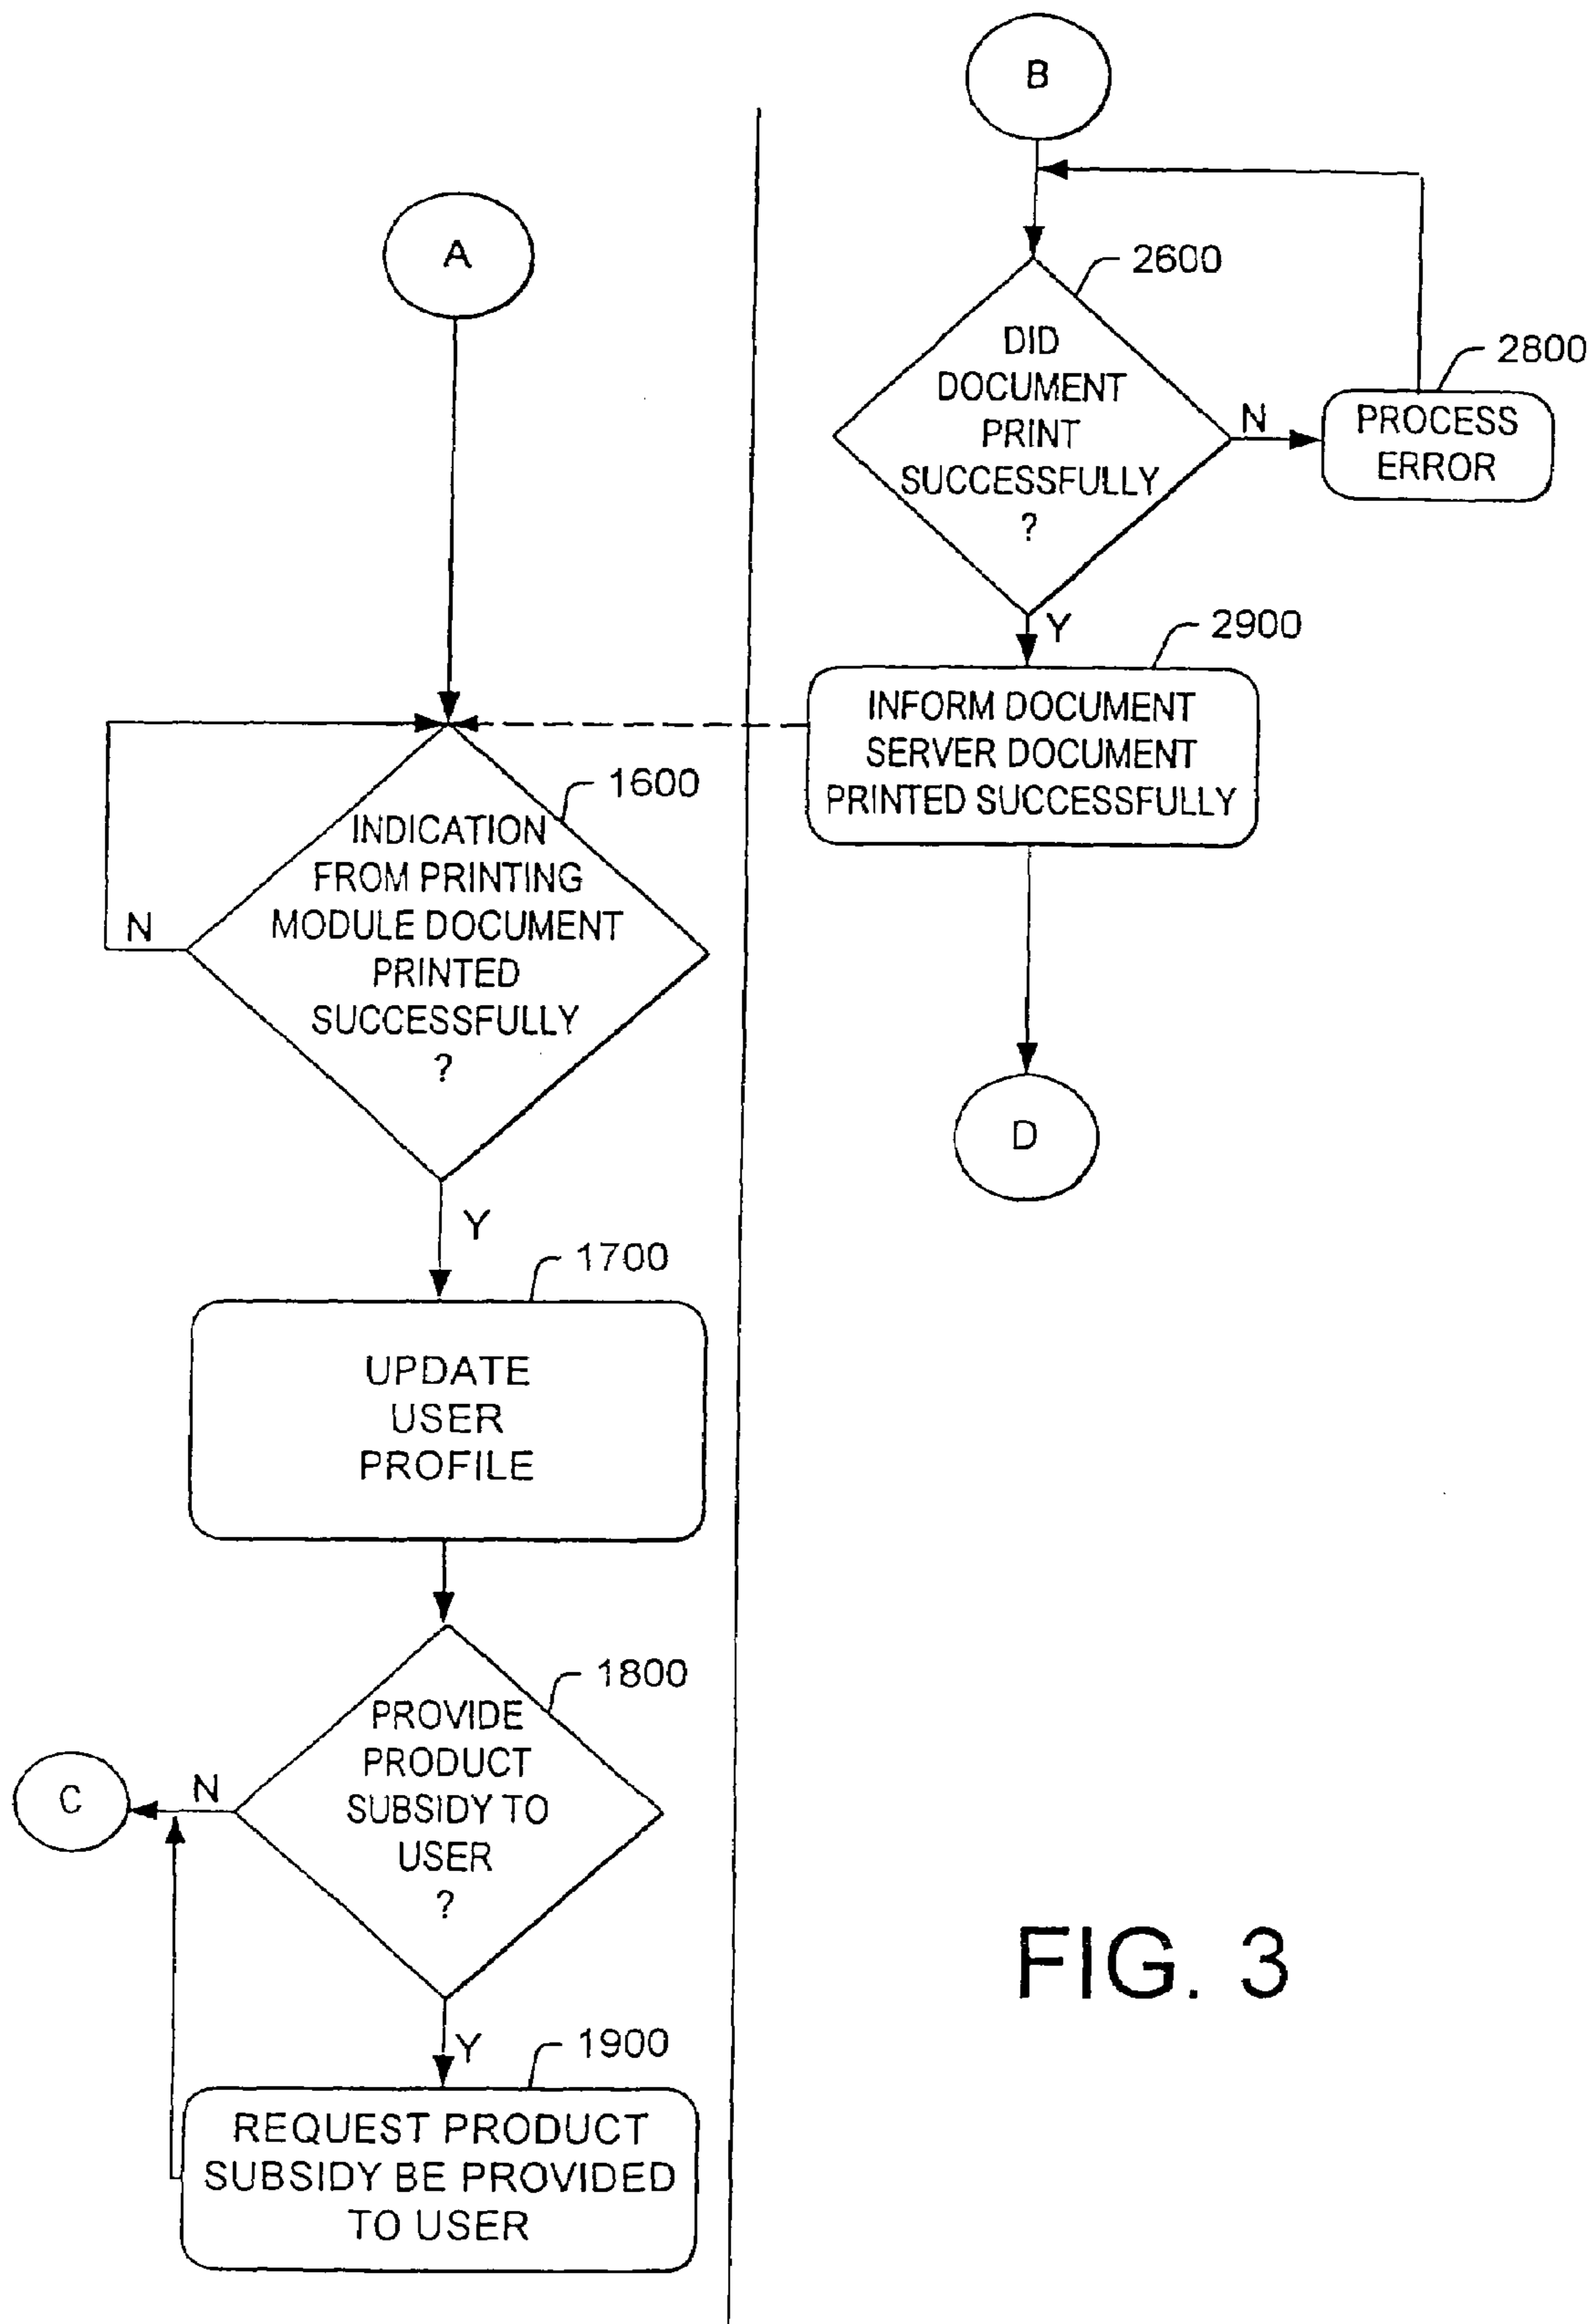 A
1600
INDICATION
FROM PRINTING
MODULE DOCUMENT
PRINTED
SUCCESSFULLY
?
N
Y
1700
UPDATE
USER
PROFILE
1800
PROVIDE
PRODUCT
SUBSIDY TO
USER
?
N
C
Y
1900
REQUEST PRODUCT
SUBSIDY BE PROVIDED
TO USER
B
2600
DID
DOCUMENT
PRINT
SUCCESSFULLY
?
N
2800
PROCESS
ERROR
Y
2900
INFORM DOCUMENT
SERVER DOCUMENT
PRINTED SUCCESSFULLY
D
FIG. 3